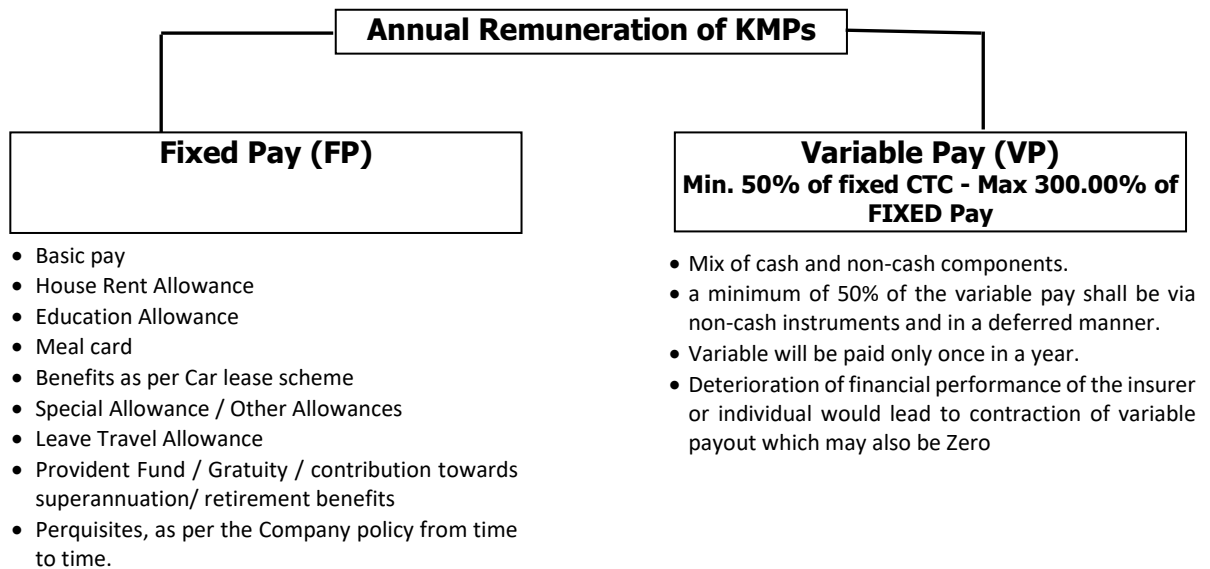 Annual Remuneration of KMPs
Fixed Pay (FP)
• Basic pay
• House Rent Allowance
• Education Allowance
• Meal card
• Benefits as per Car lease scheme
• Special Allowance / Other Allowances
• Leave Travel Allowance
• Provident Fund / Gratuity / contribution towards
superannuation/ retirement benefits
• Perquisites, as per the Company policy from time
to time.
Variable Pay (VP)
Min. 50% of fixed CTC - Max 300.00% of
FIXED Pay
• Mix of cash and non-cash components.
• a minimum of 50% of the variable pay shall be via
non-cash instruments and in a deferred manner.
• Variable will be paid only once in a year.
• Deterioration of financial performance of the insurer
or individual would lead to contraction of variable
payout which may also be Zero